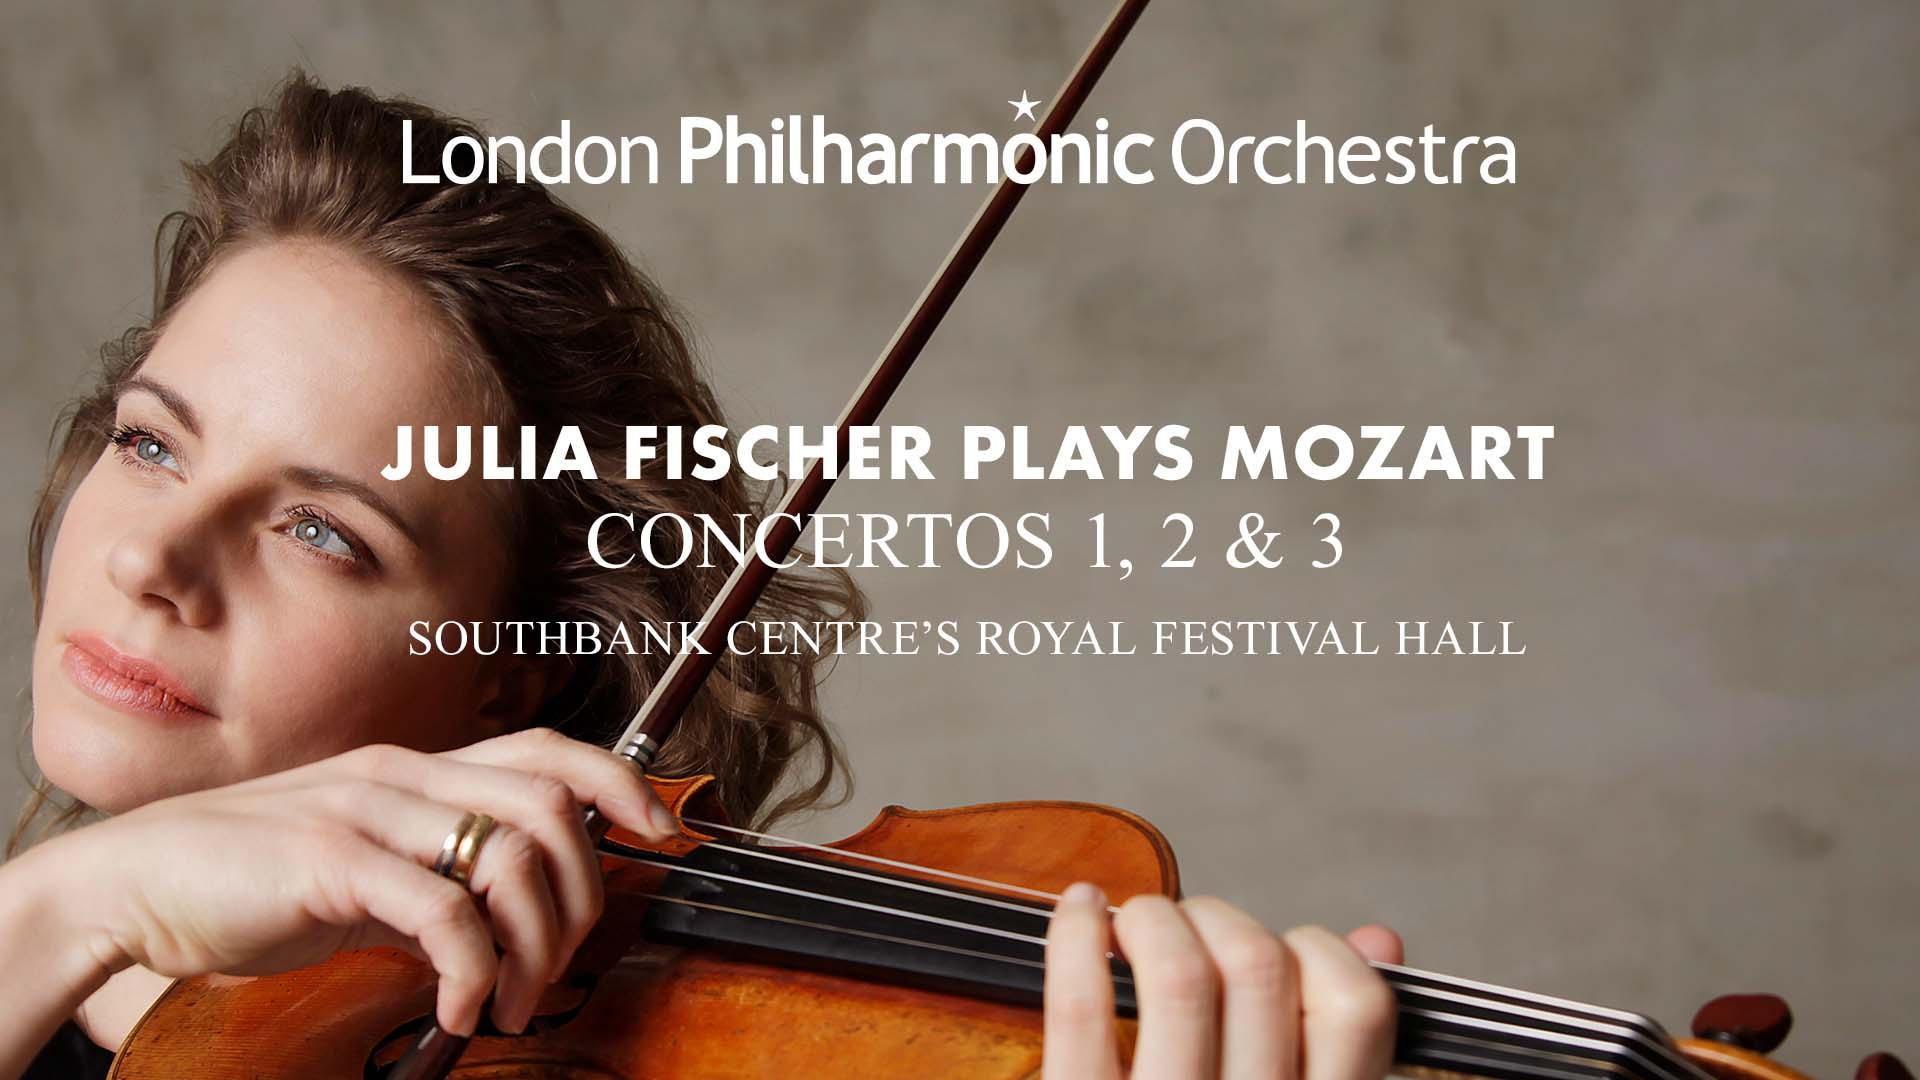 London Philharmonic Orchestra
JULIA FISCHER PLAYS MOZART
CONCERTOS 1, 2 & 3
SOUTHBANK CENTRE’S ROYAL FESTIVAL HALL